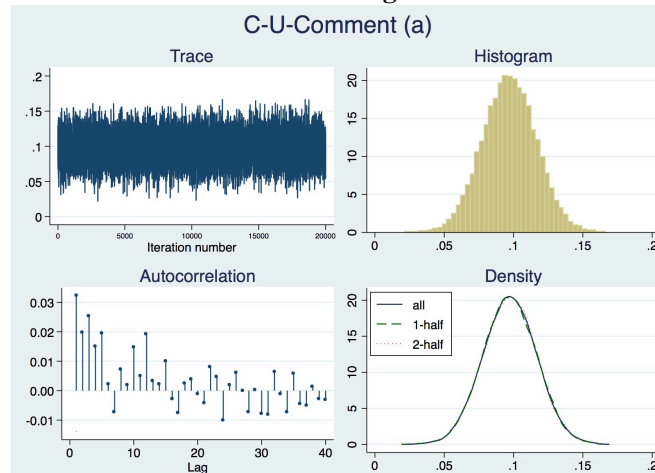 C-U-Comment (a)
Trace
.2
.15
.1
.05
0
0 5000 10000 15000 20000
Iteration number
Histogram
20
15
10
5
0
0 .05 .1 .15 .2
Autocorrelation
0.03
0.02
0.01
0.00
-0.01
0 10 20 30 40
Lag
Density
all
1-half
2-half
20
15
10
5
0
0 .05 .1 .15 .2